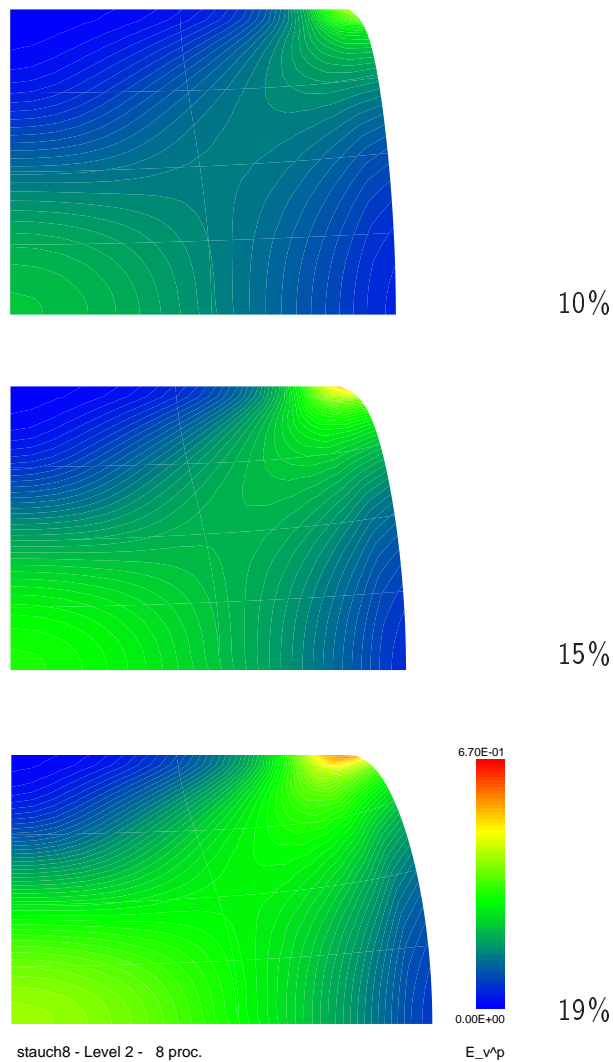 10%
15%
6.70E-01
0.00E+00
19%
stauch8 - Level 2 - 8 proc.
E_v^p